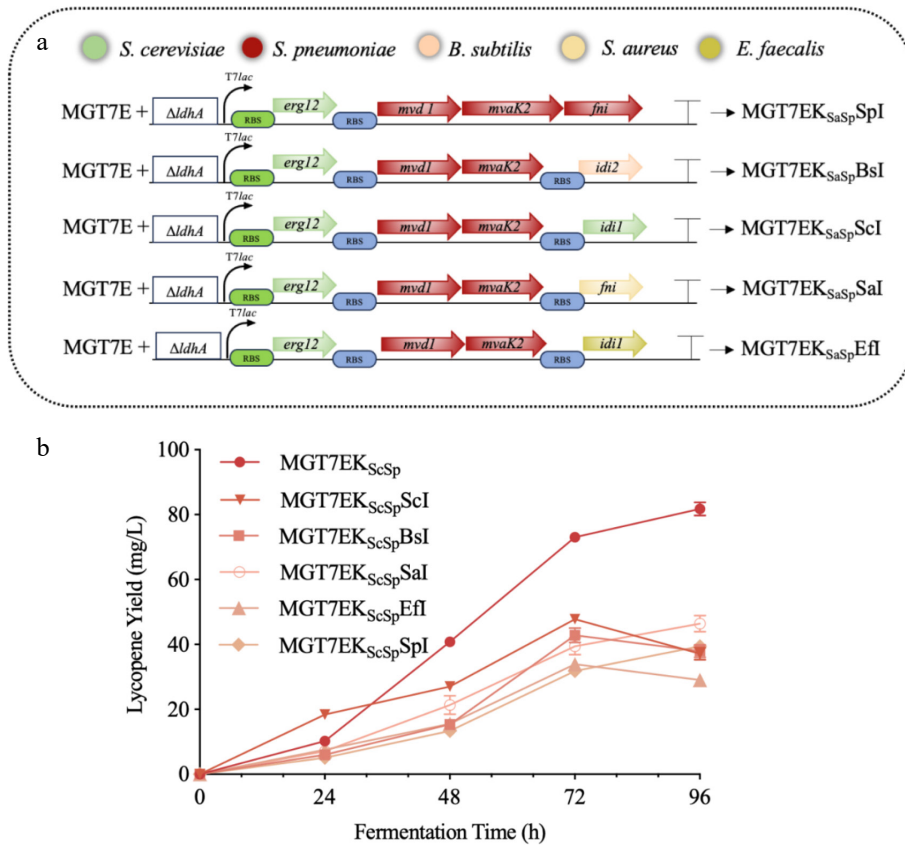 a
S. cerevisiae S. pneumoniae B. subtilis S. aureus E. faecalis
T7lac
MGT7E + ΔldhA RBS erg12 RBS mvd 1 mvaK2 fni MGT7EKSaSpSpI
T7lac
MGT7E + ΔldhA RBS erg12 RBS mvd1 mvaK2 RBS idi2 MGT7EKSaSpBsI
T7lac
MGT7E + ΔldhA RBS erg12 RBS mvd1 mvaK2 RBS idi1 MGT7EKSaSpScI
T7lac
MGT7E + ΔldhA RBS erg12 RBS mvd1 mvaK2 RBS fni MGT7EKSaSpSaI
T7lac
MGT7E + ΔldhA RBS erg12 RBS mvd1 mvaK2 RBS idi1 MGT7EKSaSpEfI
b
Lycopene Yield (mg/L)
100
80
60
40
20
0
MGT7EKScSp
MGT7EKScSpScI
MGT7EKScSpBsI
MGT7EKScSpSaI
MGT7EKScSpEfI
MGT7EKScSpSpI
0 24 48 72 96
Fermentation Time (h)